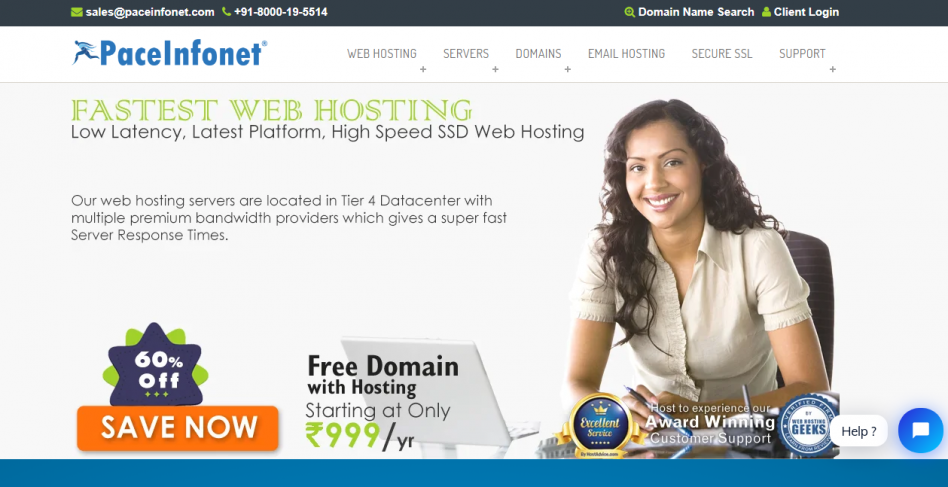 sales@paceinfonet.com +91-8000-19-5514 Domain Name Search Client Login
PaceInfonet®
WEB HOSTING SERVERS DOMAINS EMAIL HOSTING SECURE SSL SUPPORT
+ + + +
FASTEST WEB HOSTING
Low Latency, Latest Platform, High Speed SSD Web Hosting
Our web hosting servers are located in Tier 4 Datacenter with
multiple premium bandwidth providers which gives a super fast
Server Response Times.
60%
Off
SAVE NOW
Free Domain
with Hosting
Starting at Only
₹999/yr
Excellent
Service
Host to experience our
Award Winning
Customer Support
VERIFIED FIRM
BY
WEB HOSTING
GEEKS
Help ?